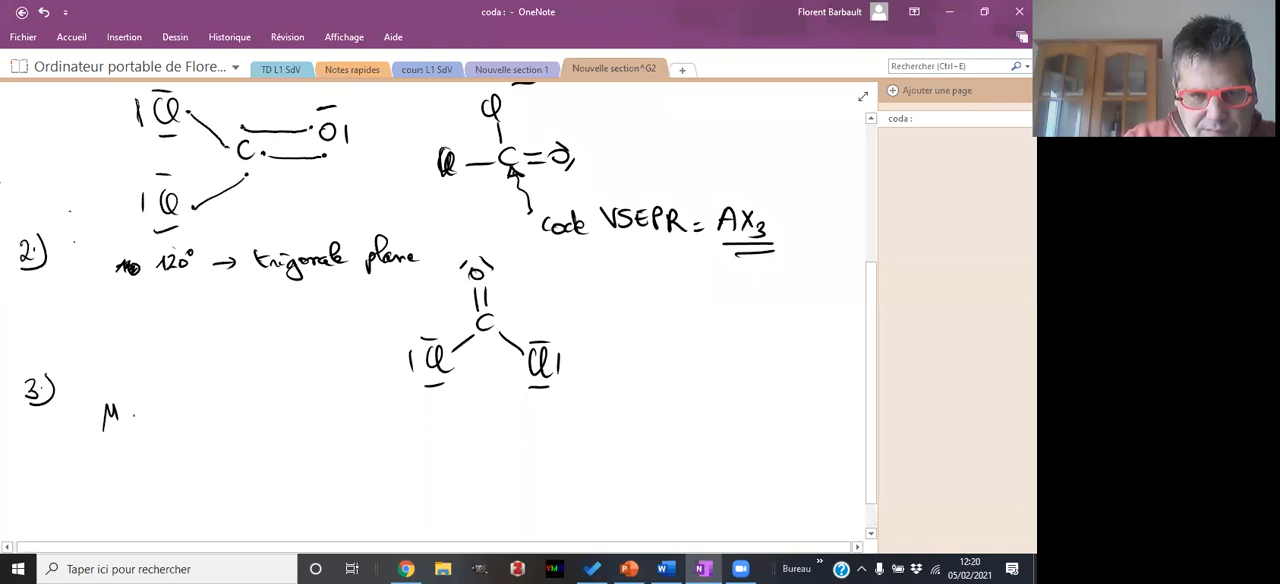 coda : - OneNote
Florent Barbault
Fichier Accueil Insertion Dessin Historique Révision Affichage Aide
Ordinateur portable de Flore...
TD L1 SdV
Notes rapides
cours L1 SdV
Nouvelle section 1
Nouvelle section^G2
Rechercher (Ctrl+E)
Ajouter une page
coda :
Cl
C O
Cl
Cl
Cl — C = O
code VSEPR = AX3
2.)
120° → trigonale plane
O
C
Cl Cl
3.)
μ
Taper ici pour rechercher
YMD
Bureau
»
12:20
05/02/2021